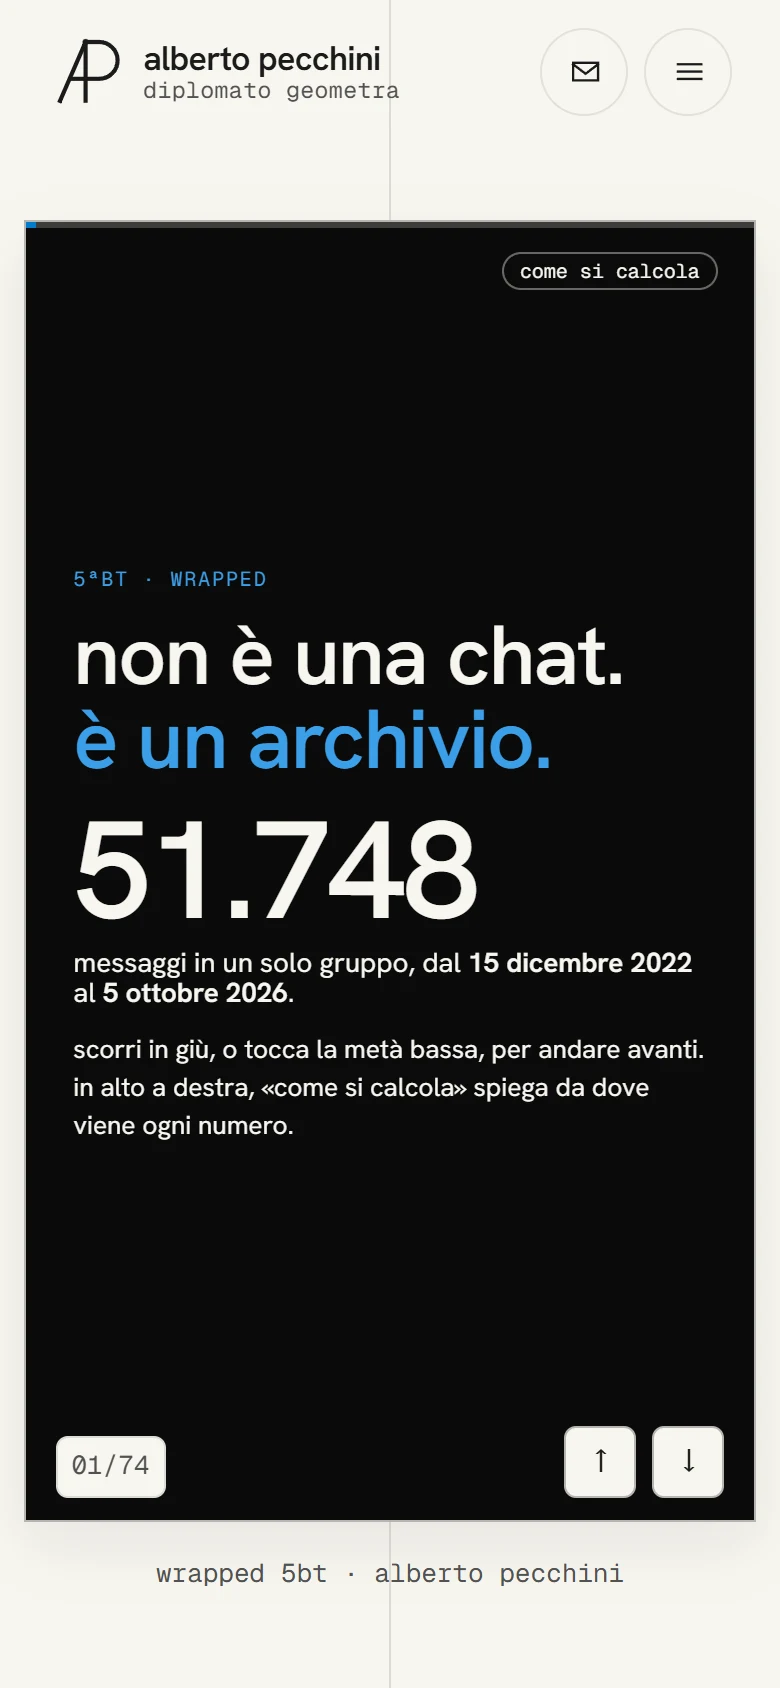 AP
alberto pecchini
diplomato geometra
come si calcola
5ªBT · WRAPPED
non è una chat.
è un archivio.
51.748
messaggi in un solo gruppo, dal 15 dicembre 2022
al 5 ottobre 2026.
scorri in giù, o tocca la metà bassa, per andare avanti.
in alto a destra, «come si calcola» spiega da dove
viene ogni numero.
01/74
↑ ↓
wrapped 5bt · alberto pecchini